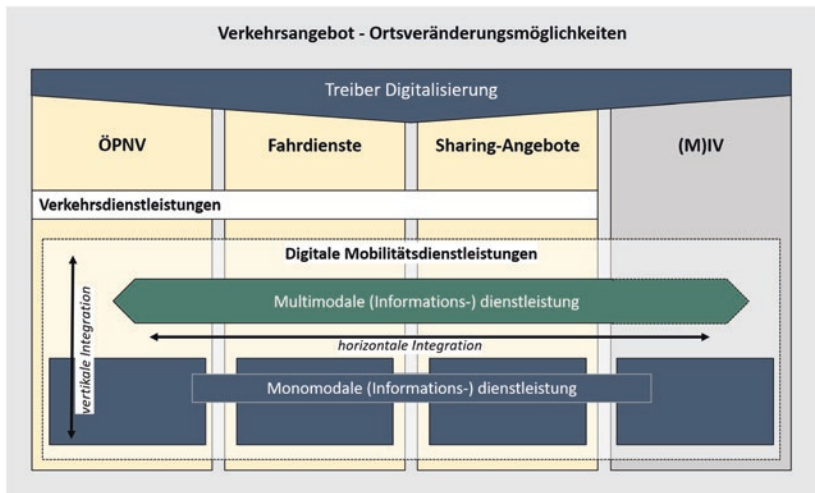 Verkehrsangebot - Ortsveränderungsmöglichkeiten
Treiber Digitalisierung
ÖPNV
Fahrdienste
Sharing-Angebote
(M)IV
Verkehrsdienstleistungen
Digitale Mobilitätsdienstleistungen
vertikale Integration
Multimodale (Informations-) dienstleistung
horizontale Integration
Monomodale (Informations-) dienstleistung